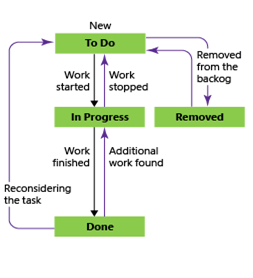 New
To Do
Removed
from the
backog
Work
started
Work
stopped
In Progress
Removed
Work
finished
Additional
work found
Reconsidering
the task
Done